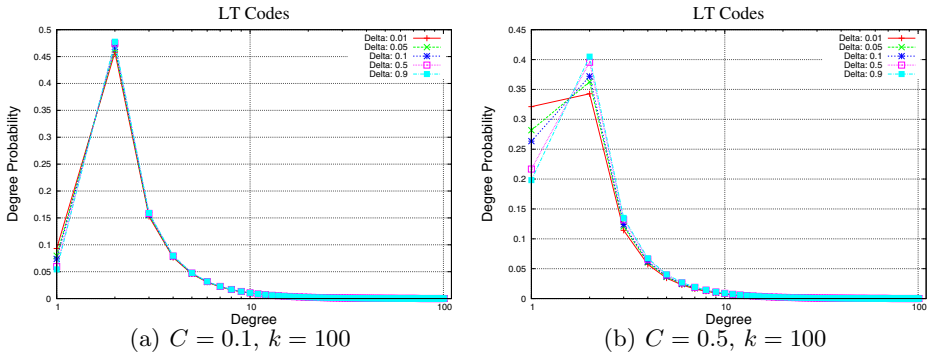 LT Codes
0.5
0.45
0.4
0.35
0.3
0.25
0.2
0.15
0.1
0.05
0
Degree Probability
Delta: 0.01
Delta: 0.05
Delta: 0.1
Delta: 0.5
Delta: 0.9
1 10 100
Degree
(a) C = 0.1, k = 100
LT Codes
0.45
0.4
0.35
0.3
0.25
0.2
0.15
0.1
0.05
0
Degree Probability
Delta: 0.01
Delta: 0.05
Delta: 0.1
Delta: 0.5
Delta: 0.9
1 10 100
Degree
(b) C = 0.5, k = 100